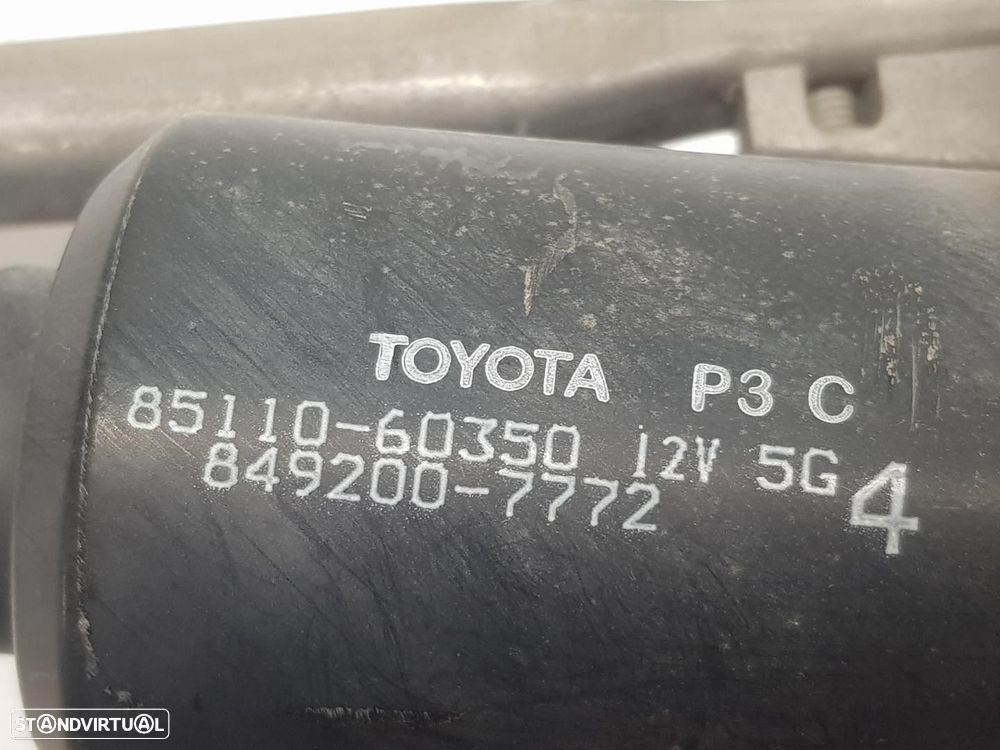 TOYOTA P3 C
85110-60350 12V 5G 4
849200-7772
STANDVIRTUAL